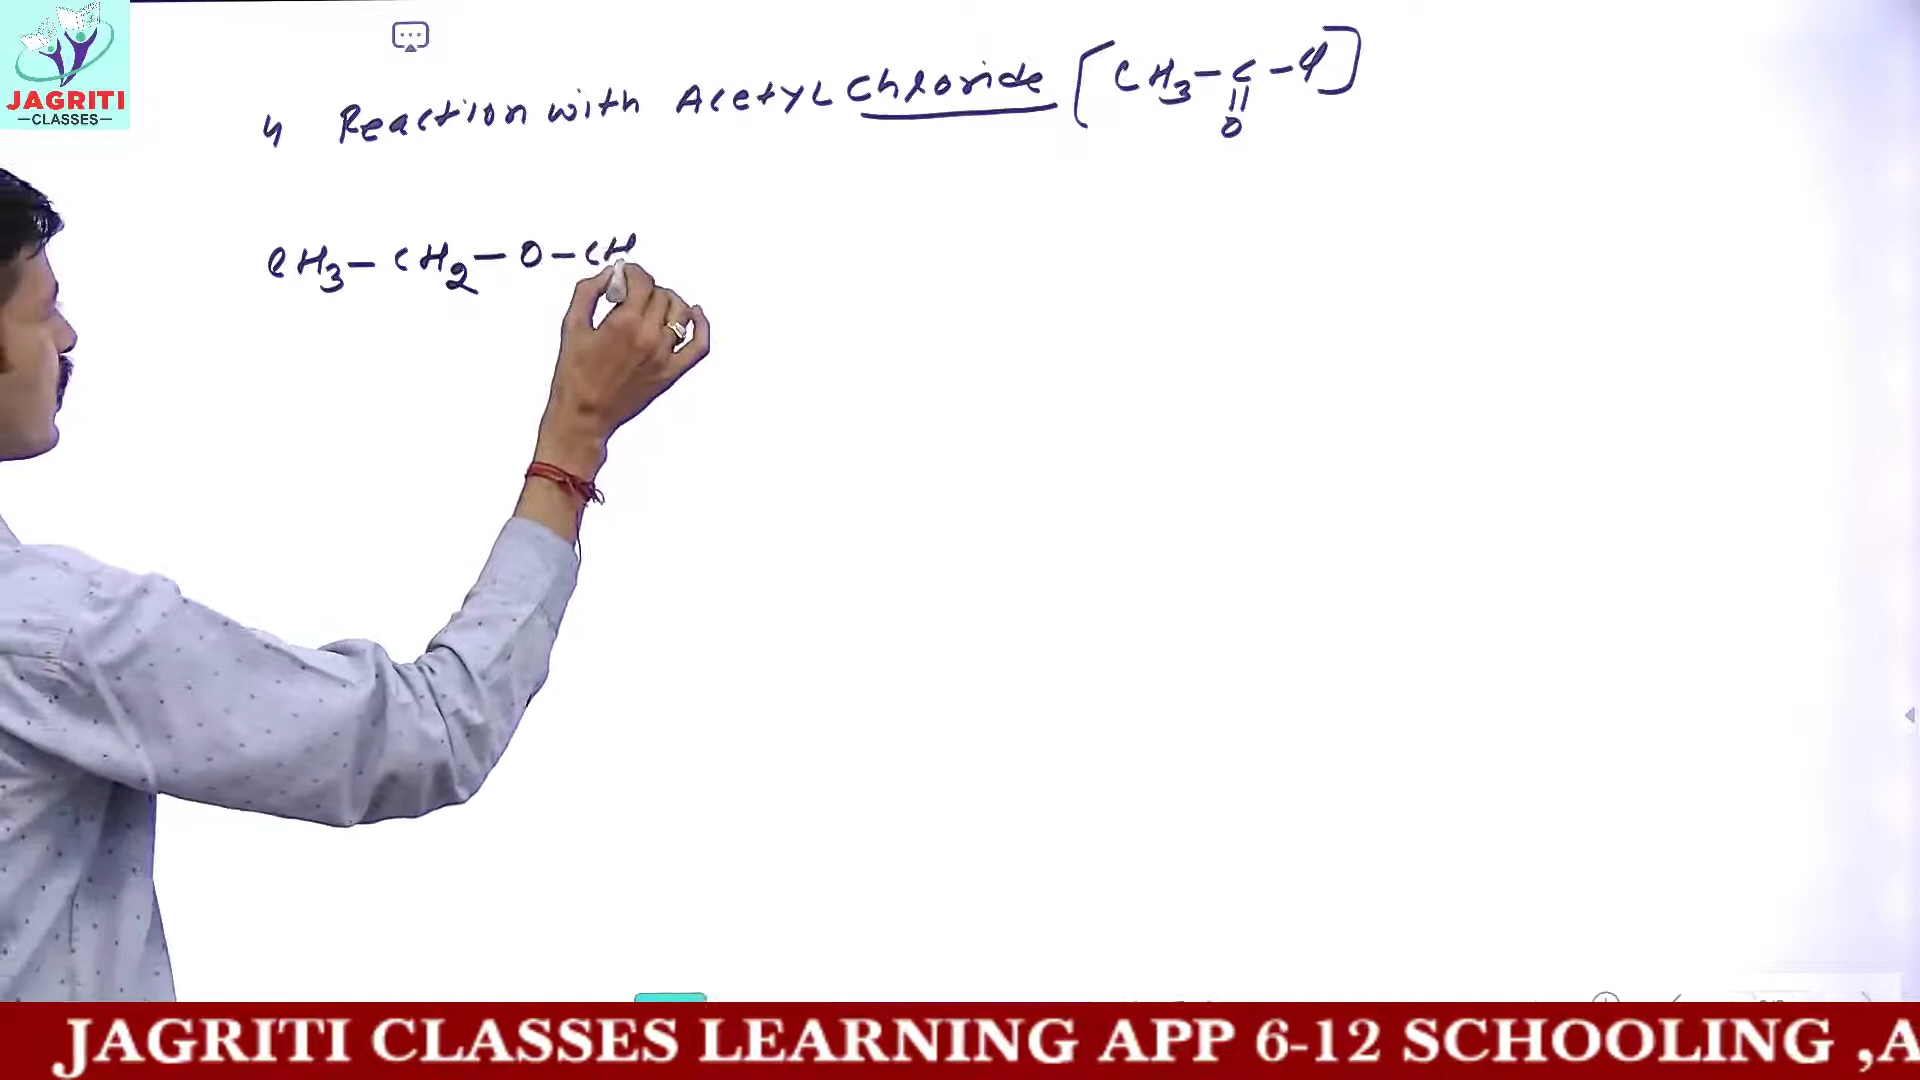 JAGRITI
—CLASSES—
4 Reaction with Acetyl Chloride [CH3–C–Cl]
||
O
CH3–CH2–O–CH
JAGRITI CLASSES LEARNING APP 6-12 SCHOOLING ,A